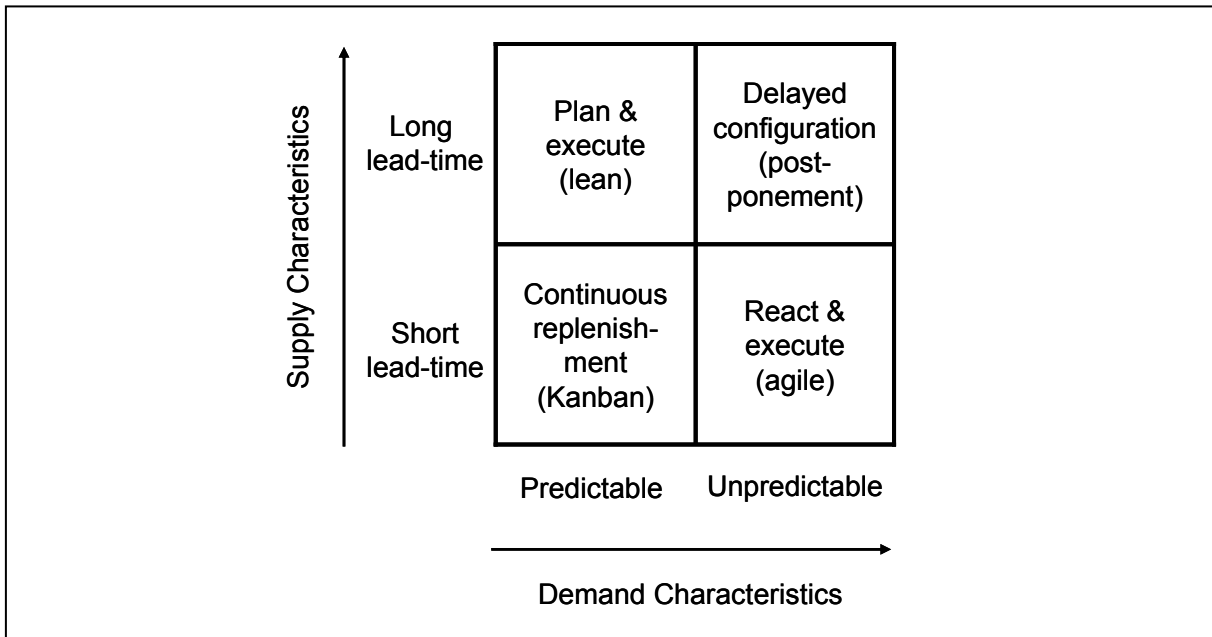 Supply Characteristics
Long
lead-time
Short
lead-time
Plan &
execute
(lean)
Delayed
configuration
(post-
ponement)
Continuous
replenish-
ment
(Kanban)
React &
execute
(agile)
Predictable
Unpredictable
Demand Characteristics